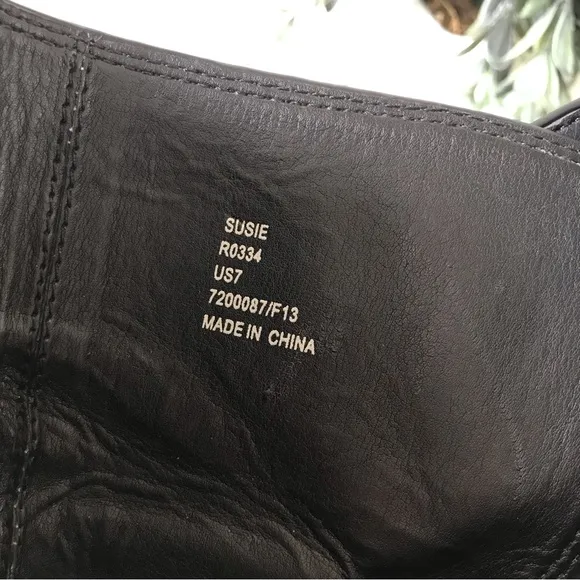 SUSIE
R0334
US7
7200087/F13
MADE IN CHINA